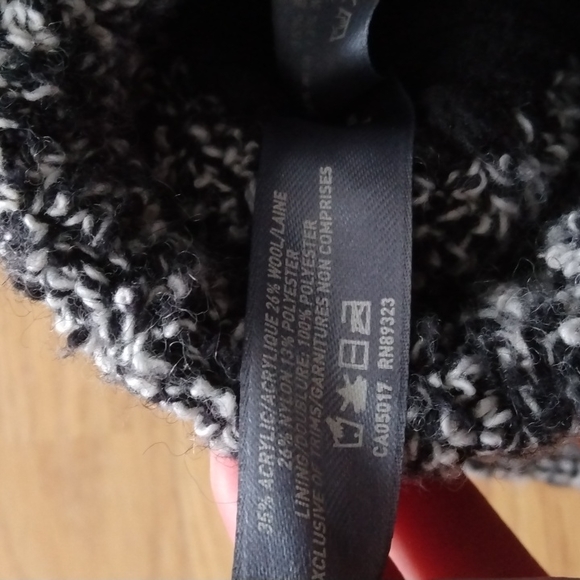 35% ACRYLIC/ACRYLIQUE 26% WOOL/LAINE
26% NYLON 13% POLYESTER
LINING/DOUBLURE: 100% POLYESTER
EXCLUSIVE OF TRIMS/GARNITURES NON COMPRISES
CA05017 RN89323